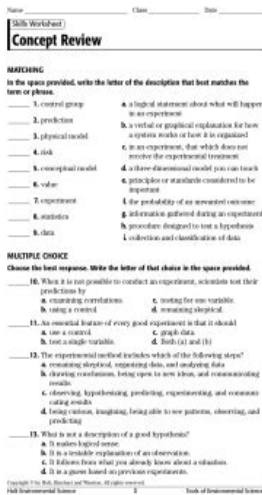 Name Class Date
Skills Worksheet
Concept Review
MATCHING
In the space provided, write the letter of the description that best matches the
term or phrase.
1. control group
2. prediction
3. physical model
4. risk
5. conceptual model
6. value
7. experiment
8. statistics
9. data
a. a logical statement about what will happen
in an experiment
b. a verbal or graphical explanation for how
a system works or how it is organized
c. in an experiment, that which does not
receive the experimental treatment
d. a three-dimensional model you can touch
e. principles or standards considered to be
important
f. the probability of an unwanted outcome
g. information gathered during an experiment
h. procedure designed to test a hypothesis
i. collection and classification of data
MULTIPLE CHOICE
Choose the best response. Write the letter of that choice in the space provided.
10. When it is not possible to conduct an experiment, scientists test their
predictions by
a. examining correlations. c. testing for one variable.
b. using a control. d. remaining skeptical.
11. An essential feature of every good experiment is that it should
a. use a control. c. graph data.
b. test a single variable. d. Both (a) and (b)
12. The experimental method includes which of the following steps?
a. remaining skeptical, organizing data, and analyzing data
b. drawing conclusions, being open to new ideas, and communicating
results
c. observing, hypothesizing, predicting, experimenting, and communi-
cating results
d. being curious, imagining, being able to see patterns, observing, and
predicting
13. What is not a description of a good hypothesis?
a. It makes logical sense.
b. It is a testable explanation of an observation.
c. It follows from what you already know about a situation.
d. It is a guess based on previous experiments.
Copyright © by Holt, Rinehart and Winston. All rights reserved.
Holt Environmental Science Tools of Environmental Science